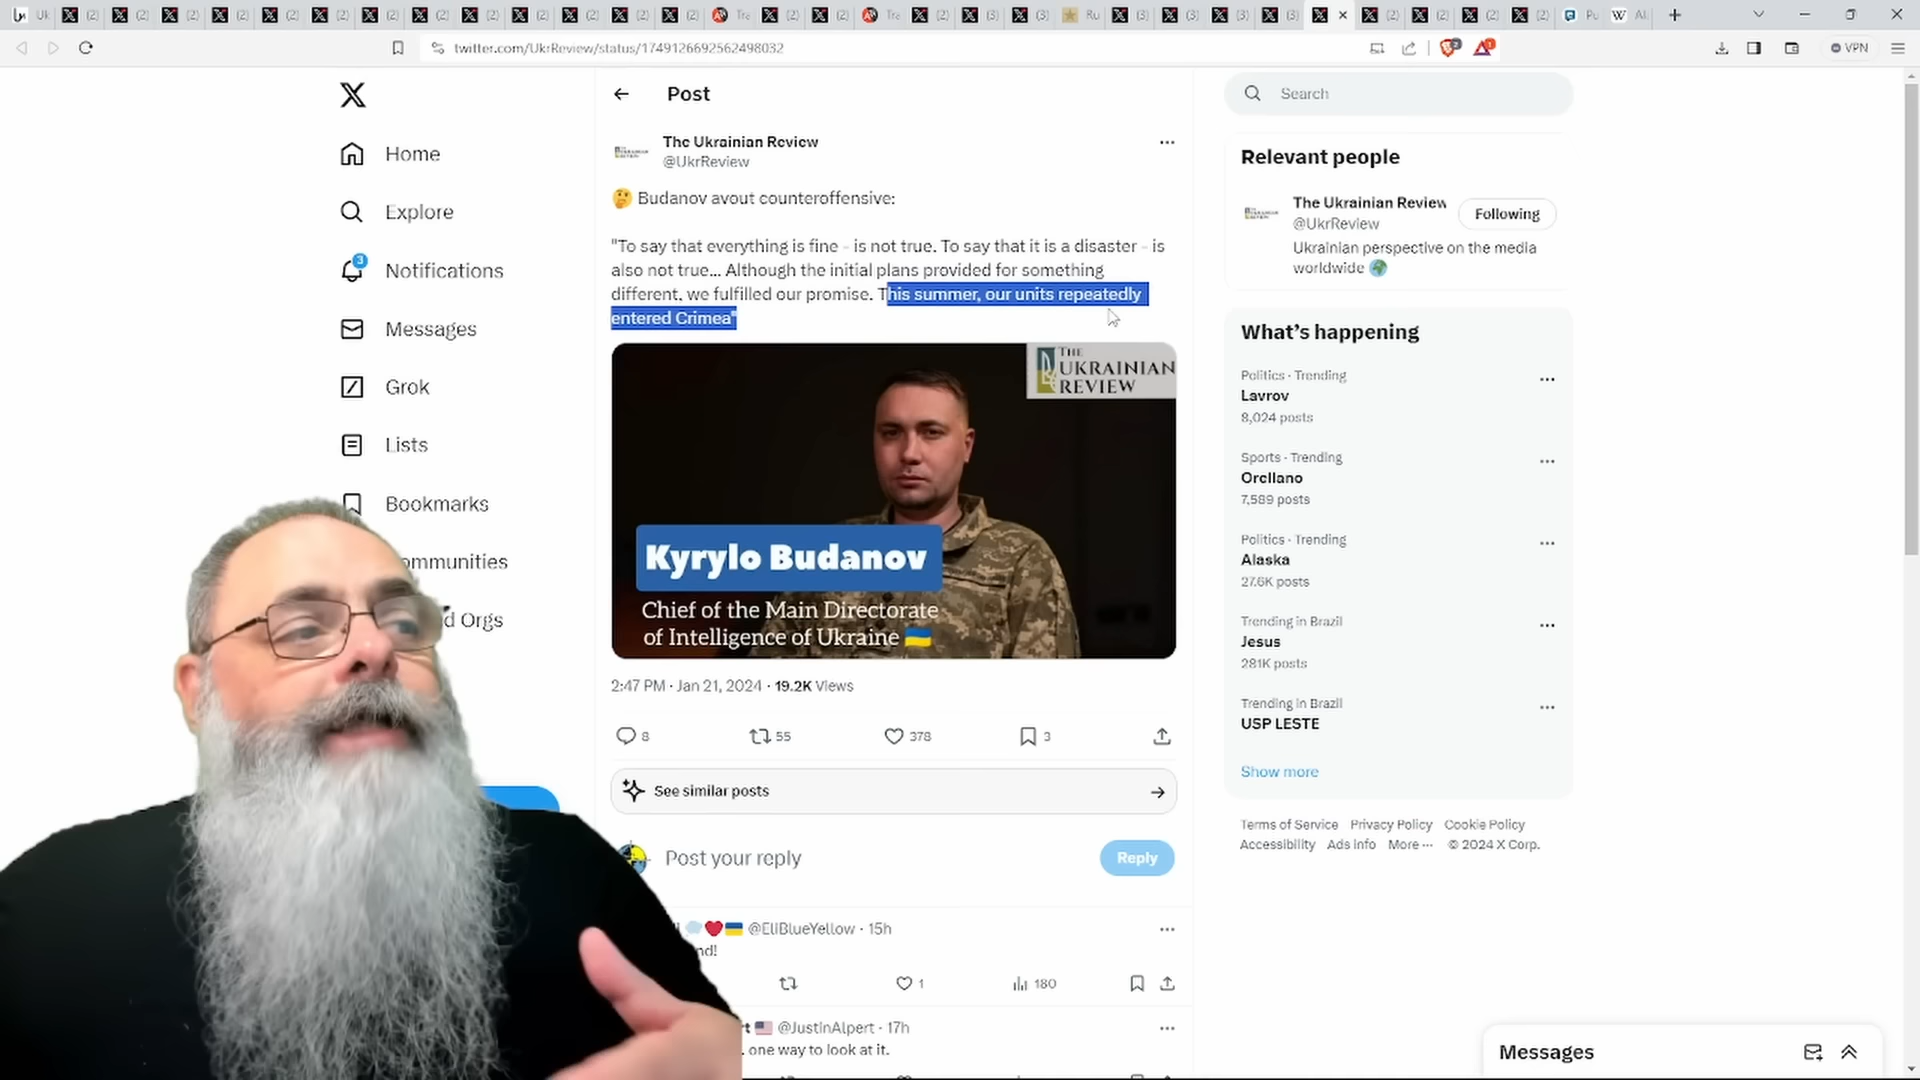 twitter.com/UkrReview/status/1749126692562498032
VPN
Home
Explore
3
Notifications
Messages
Grok
Lists
Bookmarks
ommunities
d Orgs
Post
The Ukrainian Review
@UkrReview
Budanov avout counteroffensive:
"To say that everything is fine - is not true. To say that it is a disaster - is
also not true... Although the initial plans provided for something
different, we fulfilled our promise. This summer, our units repeatedly
entered Crimea"
THE
UKRAINIAN
REVIEW
Kyrylo Budanov
Chief of the Main Directorate
of Intelligence of Ukraine
2:47 PM · Jan 21, 2024 · 19.2K Views
8
55
378
3
See similar posts
Post your reply
Reply
@EliBlueYellow · 15h
nd!
1
180
rt @JustInAlpert · 17h
. one way to look at it.
Search
Relevant people
The Ukrainian Review
@UkrReview
Following
Ukrainian perspective on the media
worldwide
What's happening
Politics · Trending
Lavrov
8,024 posts
Sports · Trending
Orellano
7,589 posts
Politics · Trending
Alaska
27.6K posts
Trending in Brazil
Jesus
281K posts
Trending in Brazil
USP LESTE
Show more
Terms of Service Privacy Policy Cookie Policy
Accessibility Ads info More ··· © 2024 X Corp.
Messages